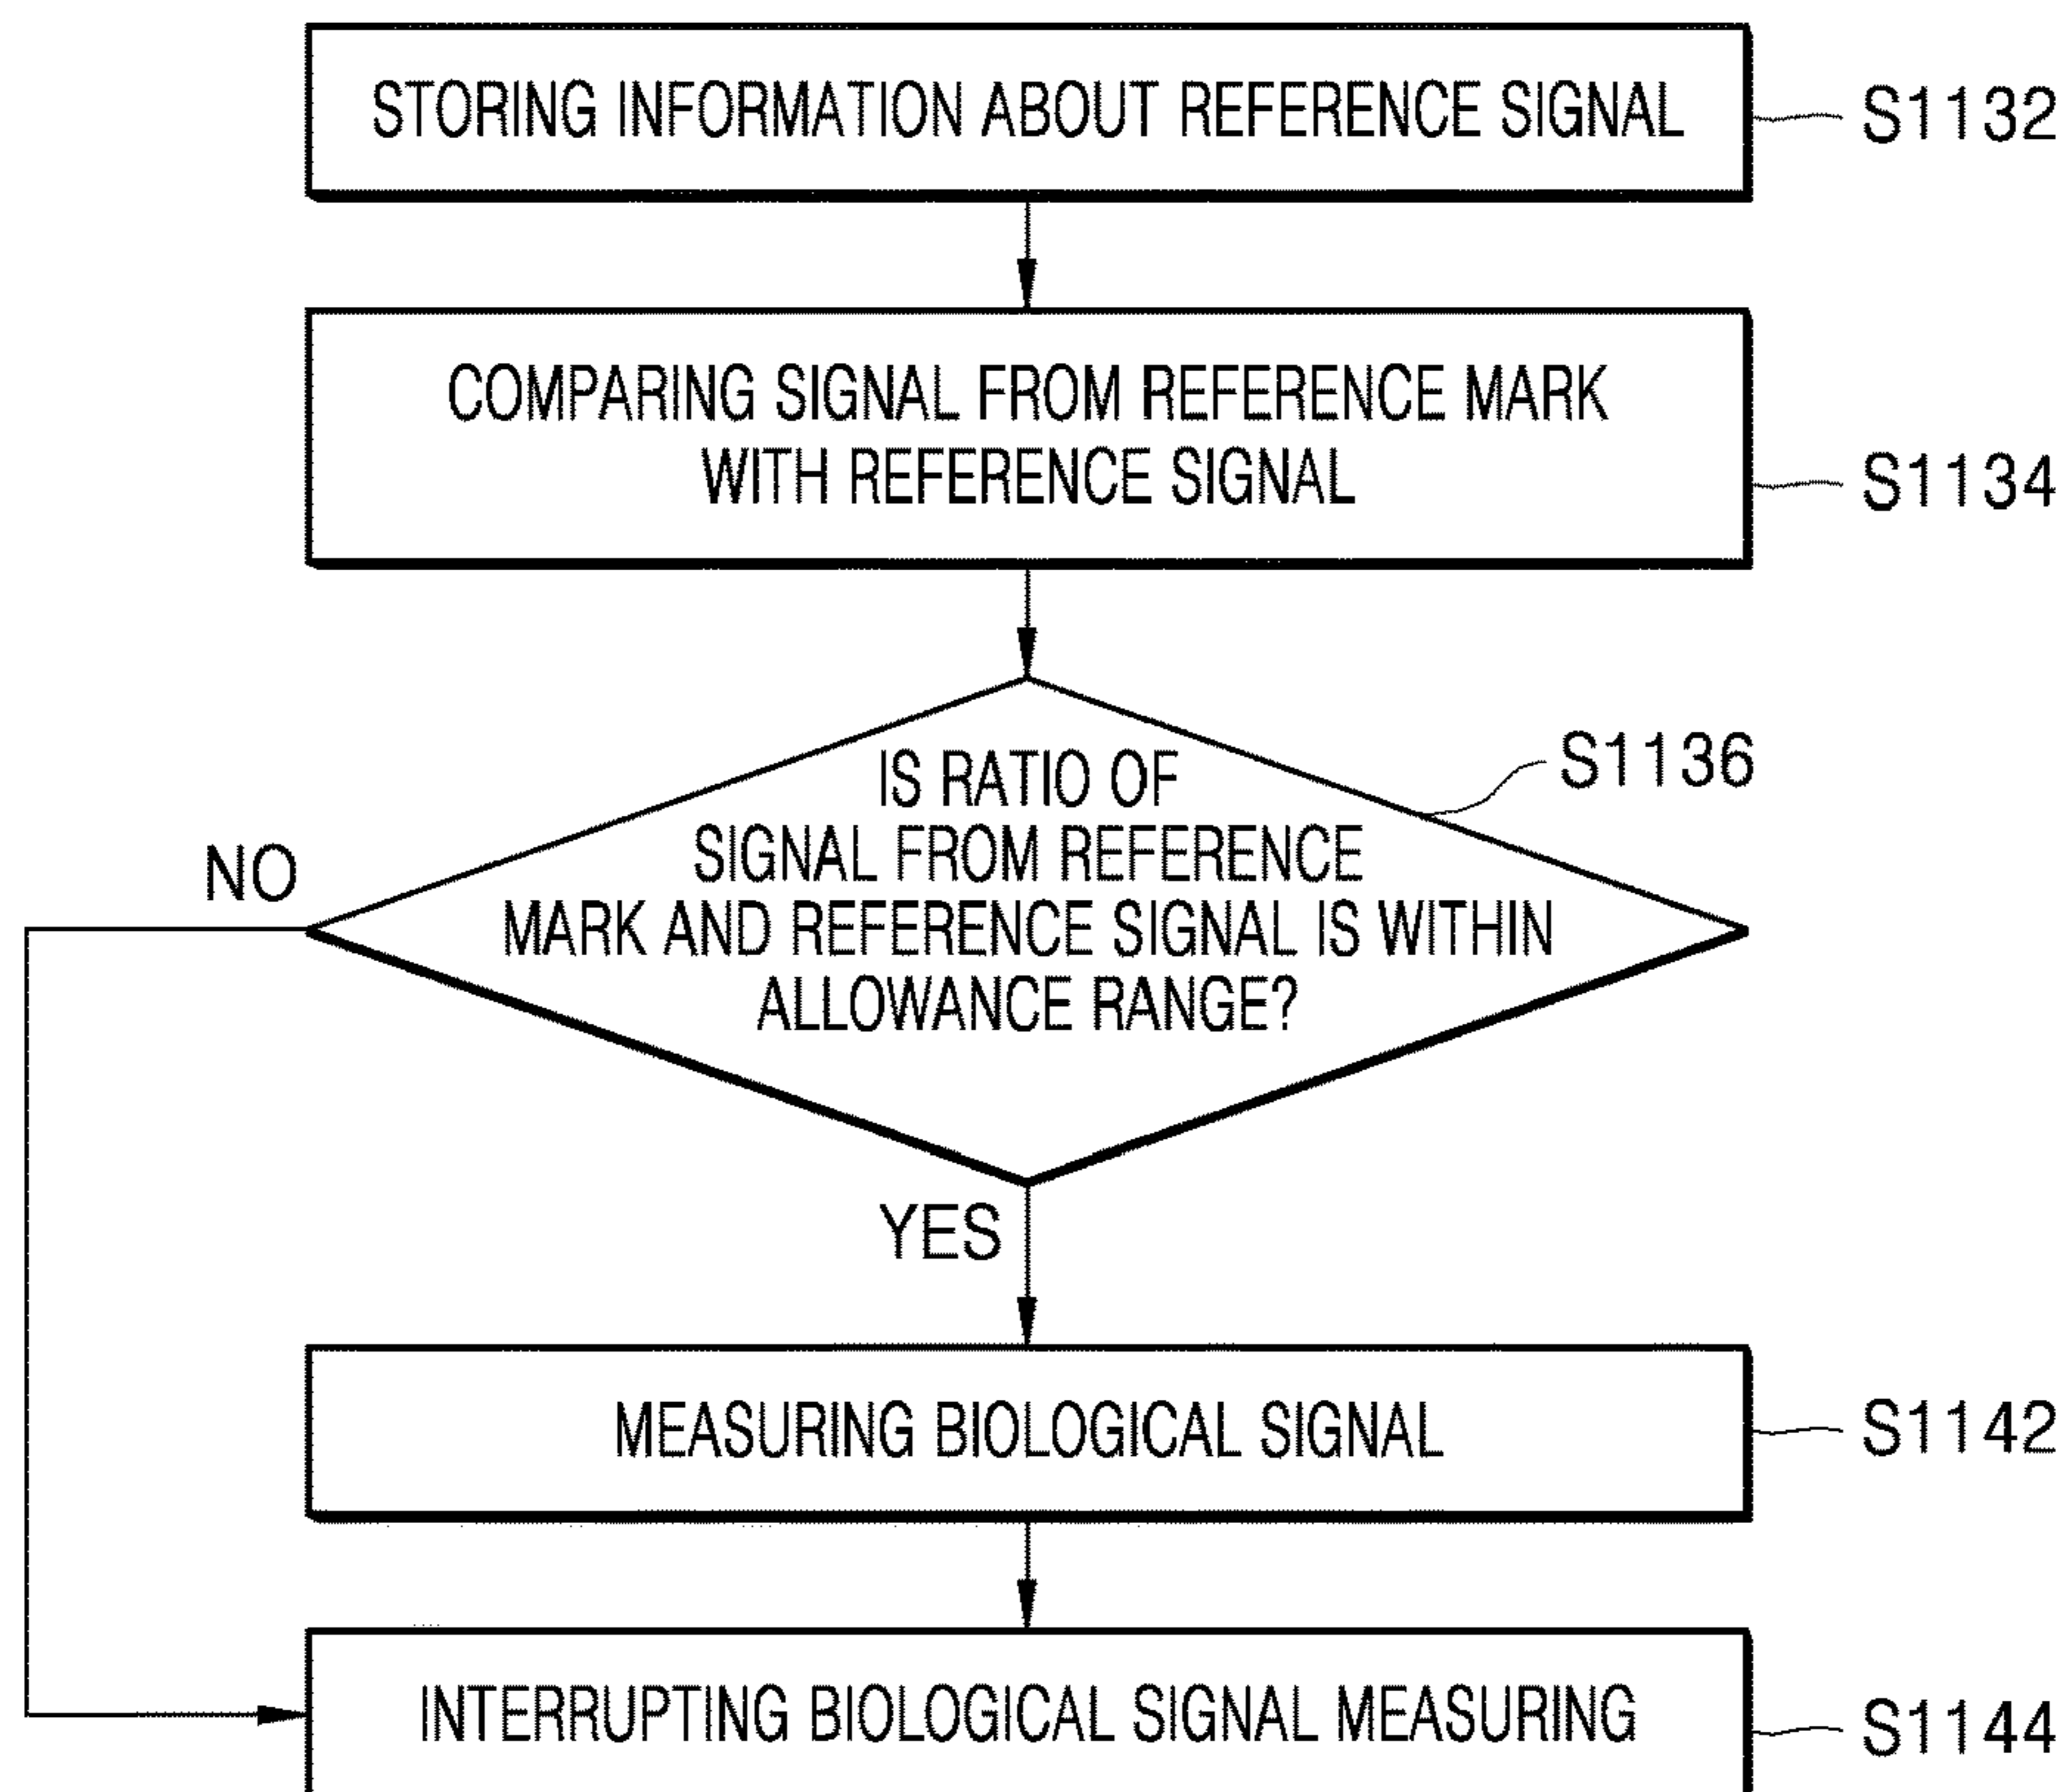 STORING INFORMATION ABOUT REFERENCE SIGNAL
S1132
COMPARING SIGNAL FROM REFERENCE MARK
WITH REFERENCE SIGNAL
S1134
IS RATIO OF
SIGNAL FROM REFERENCE
MARK AND REFERENCE SIGNAL IS WITHIN
ALLOWANCE RANGE?
S1136
NO
YES
MEASURING BIOLOGICAL SIGNAL
S1142
INTERRUPTING BIOLOGICAL SIGNAL MEASURING
S1144